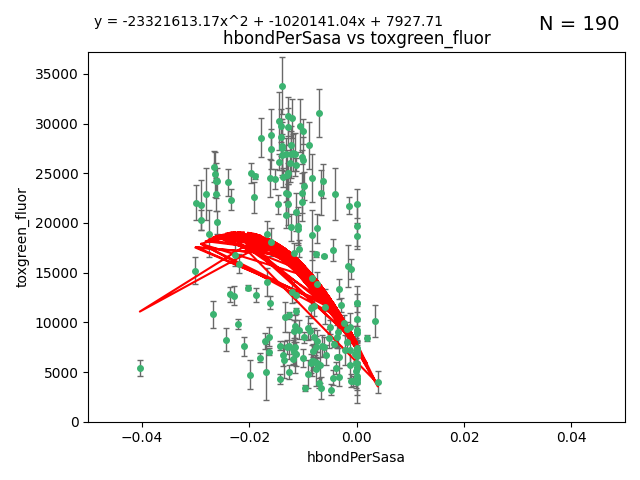 y = -23321613.17x^2 + -1020141.04x + 7927.71
N = 190
hbondPerSasa vs toxgreen_fluor
35000
30000
25000
20000
15000
10000
5000
0
toxgreen_fluor
−0.04 −0.02 0.00 0.02 0.04
hbondPerSasa